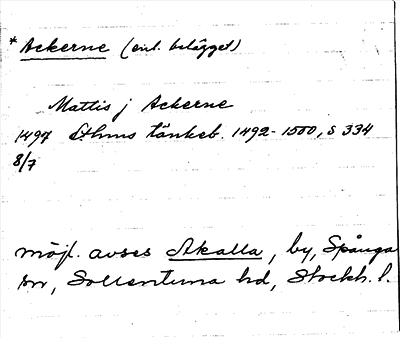 * Ackerne (enl. belägget)
Mattis j Ackerne
1497 Sthms tänkeb. 1492-1500, s 334
8/7
möjl. avses Akalla, by, Spånga
sn, Sollentuna hd, Stockh. l.